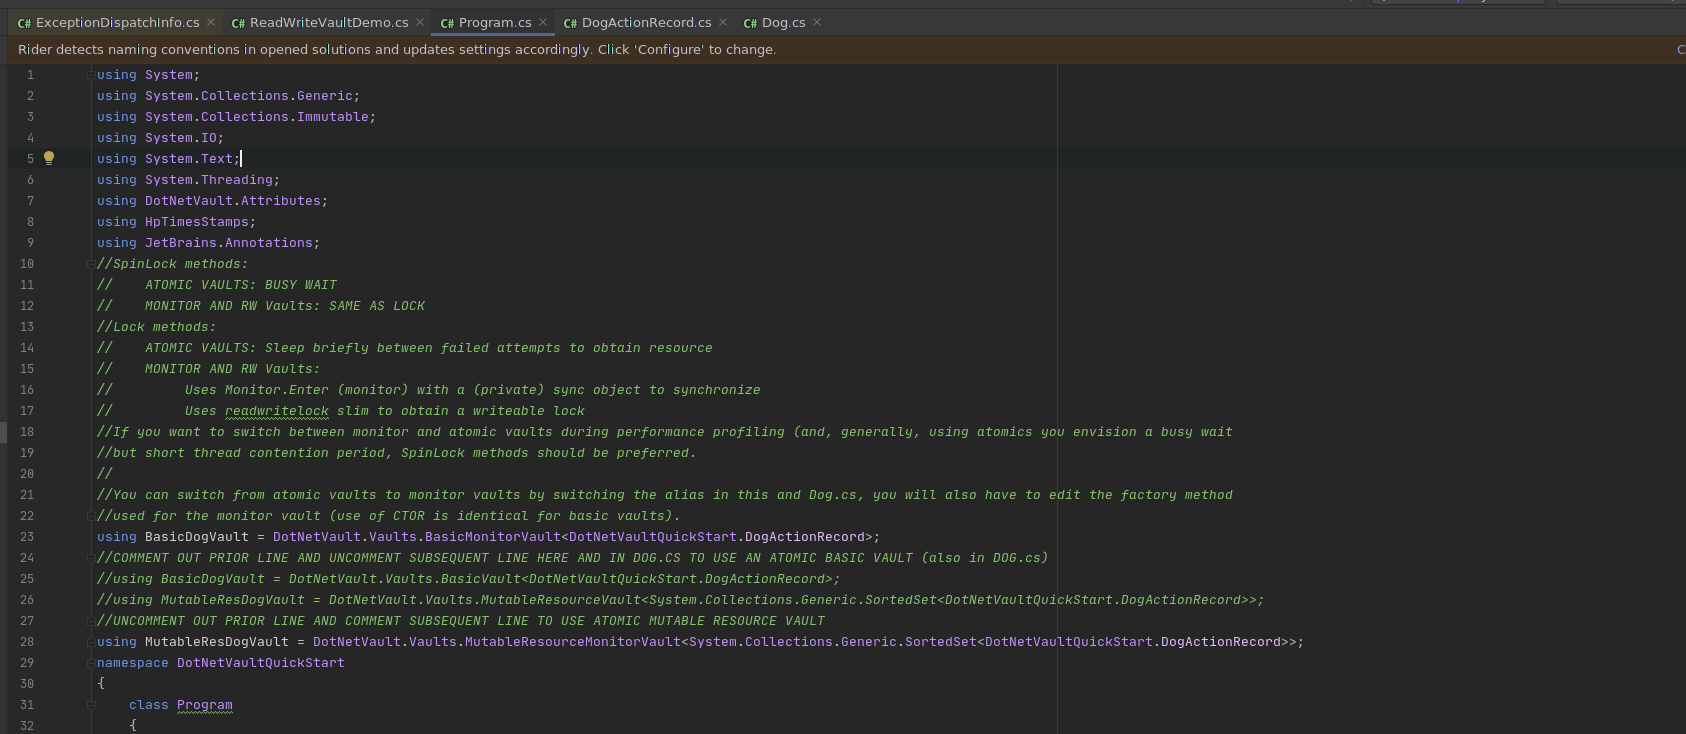 C# ExceptionDispatchInfo.cs × C# ReadWriteVaultDemo.cs × C# Program.cs × C# DogActionRecord.cs × C# Dog.cs ×
Rider detects naming conventions in opened solutions and updates settings accordingly. Click 'Configure' to change. C
1 using System;
2 using System.Collections.Generic;
3 using System.Collections.Immutable;
4 using System.IO;
5 using System.Text;
6 using System.Threading;
7 using DotNetVault.Attributes;
8 using HpTimesStamps;
9 using JetBrains.Annotations;
10 //SpinLock methods:
11 //    ATOMIC VAULTS: BUSY WAIT
12 //    MONITOR AND RW Vaults: SAME AS LOCK
13 //Lock methods:
14 //    ATOMIC VAULTS: Sleep briefly between failed attempts to obtain resource
15 //    MONITOR AND RW Vaults:
16 //         Uses Monitor.Enter (monitor) with a (private) sync object to synchronize
17 //         Uses readwritelock slim to obtain a writeable lock
18 //If you want to switch between monitor and atomic vaults during performance profiling (and, generally, using atomics you envision a busy wait
19 //but short thread contention period, SpinLock methods should be preferred.
20 //
21 //You can switch from atomic vaults to monitor vaults by switching the alias in this and Dog.cs, you will also have to edit the factory method
22 //used for the monitor vault (use of CTOR is identical for basic vaults).
23 using BasicDogVault = DotNetVault.Vaults.BasicMonitorVault<DotNetVaultQuickStart.DogActionRecord>;
24 //COMMENT OUT PRIOR LINE AND UNCOMMENT SUBSEQUENT LINE HERE AND IN DOG.CS TO USE AN ATOMIC BASIC VAULT (also in DOG.cs)
25 //using BasicDogVault = DotNetVault.Vaults.BasicVault<DotNetVaultQuickStart.DogActionRecord>;
26 //using MutableResDogVault = DotNetVault.Vaults.MutableResourceVault<System.Collections.Generic.SortedSet<DotNetVaultQuickStart.DogActionRecord>>;
27 //UNCOMMENT OUT PRIOR LINE AND COMMENT SUBSEQUENT LINE TO USE ATOMIC MUTABLE RESOURCE VAULT
28 using MutableResDogVault = DotNetVault.Vaults.MutableResourceMonitorVault<System.Collections.Generic.SortedSet<DotNetVaultQuickStart.DogActionRecord>>;
29 namespace DotNetVaultQuickStart
30 {
31     class Program
32     {